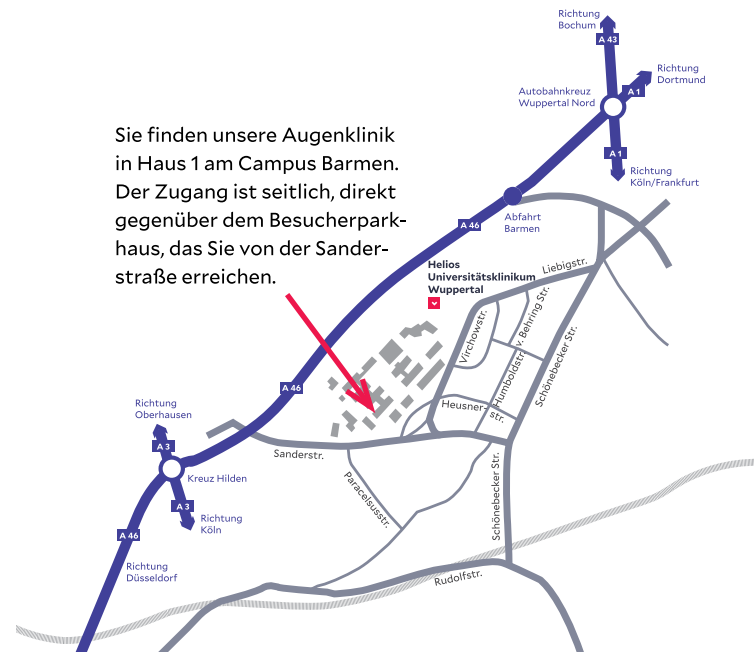 Richtung
Bochum
A 43
Richtung
Dortmund
A 1
Autobahnkreuz
Wuppertal Nord
A 1
Richtung
Köln/Frankfurt
Sie finden unsere Augenklinik
in Haus 1 am Campus Barmen.
Der Zugang ist seitlich, direkt
gegenüber dem Besucherpark-
haus, das Sie von der Sander-
straße erreichen.
A 46
Abfahrt
Barmen
Helios
Universitätsklinikum
Wuppertal
Liebigstr.
Virchowstr.
v. Behring Str.
Humboldtstr.
Schönebecker Str.
A 46
Heusner-
str.
Richtung
Oberhausen
A 3
Kreuz Hilden
A 3
Richtung
Köln
Sanderstr.
Paracelsusstr.
Schönebecker Str.
A 46
Richtung
Düsseldorf
Rudolfstr.